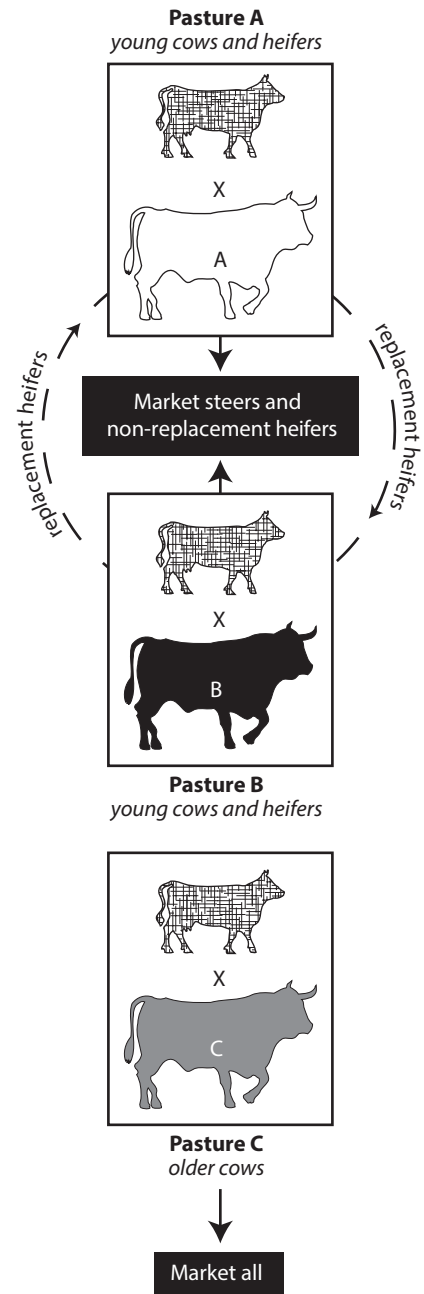 Pasture A
young cows and heifers
X
A
replacement heifers
replacement heifers
Market steers and
non-replacement heifers
X
B
Pasture B
young cows and heifers
X
C
Pasture C
older cows
Market all